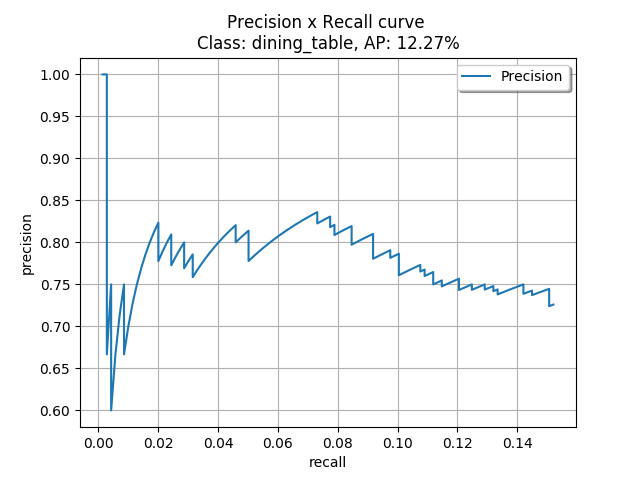 Precision x Recall curve
Class: dining_table, AP: 12.27%
Precision
1.00
0.95
0.90
0.85
0.80
0.75
0.70
0.65
0.60
precision
0.00 0.02 0.04 0.06 0.08 0.10 0.12 0.14
recall